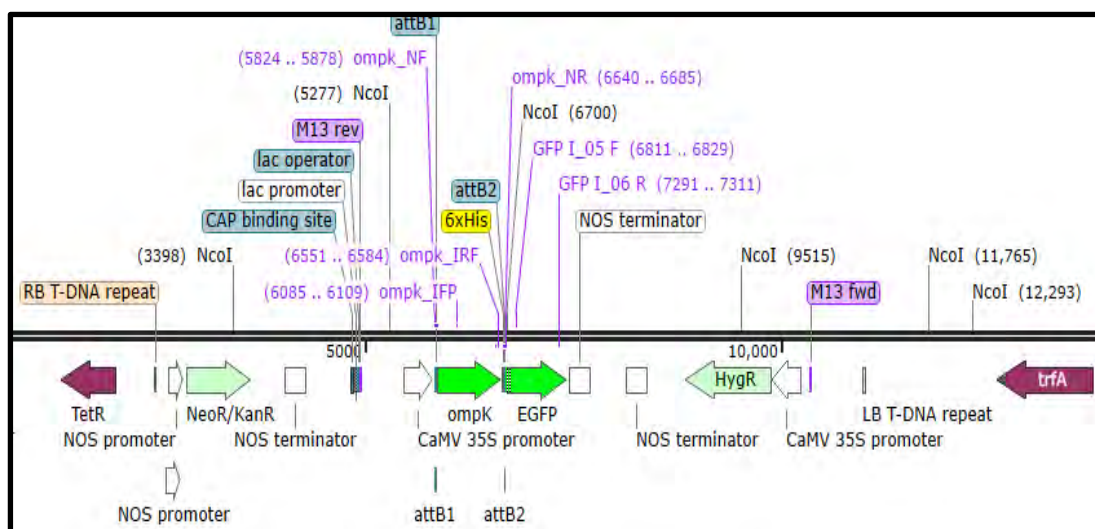 attB1
(5824 .. 5878) ompk_NF
ompk_NR (6640 .. 6685)
(5277) NcoI
NcoI (6700)
M13 rev
GFP I_05 F (6811 .. 6829)
lac operator
attB2
GFP I_06 R (7291 .. 7311)
lac promoter
CAP binding site
6xHis
NOS terminator
(3398) NcoI
(6551 .. 6584) ompk_IRF
NcoI (9515)
NcoI (11,765)
RB T-DNA repeat
(6085 .. 6109) ompk_IFP
M13 fwd
NcoI (12,293)
5000
10,000
HygR
trfA
TetR
NeoR/KanR
ompK
EGFP
LB T-DNA repeat
NOS promoter
NOS terminator
CaMV 35S promoter
NOS terminator
CaMV 35S promoter
NOS promoter
attB1
attB2